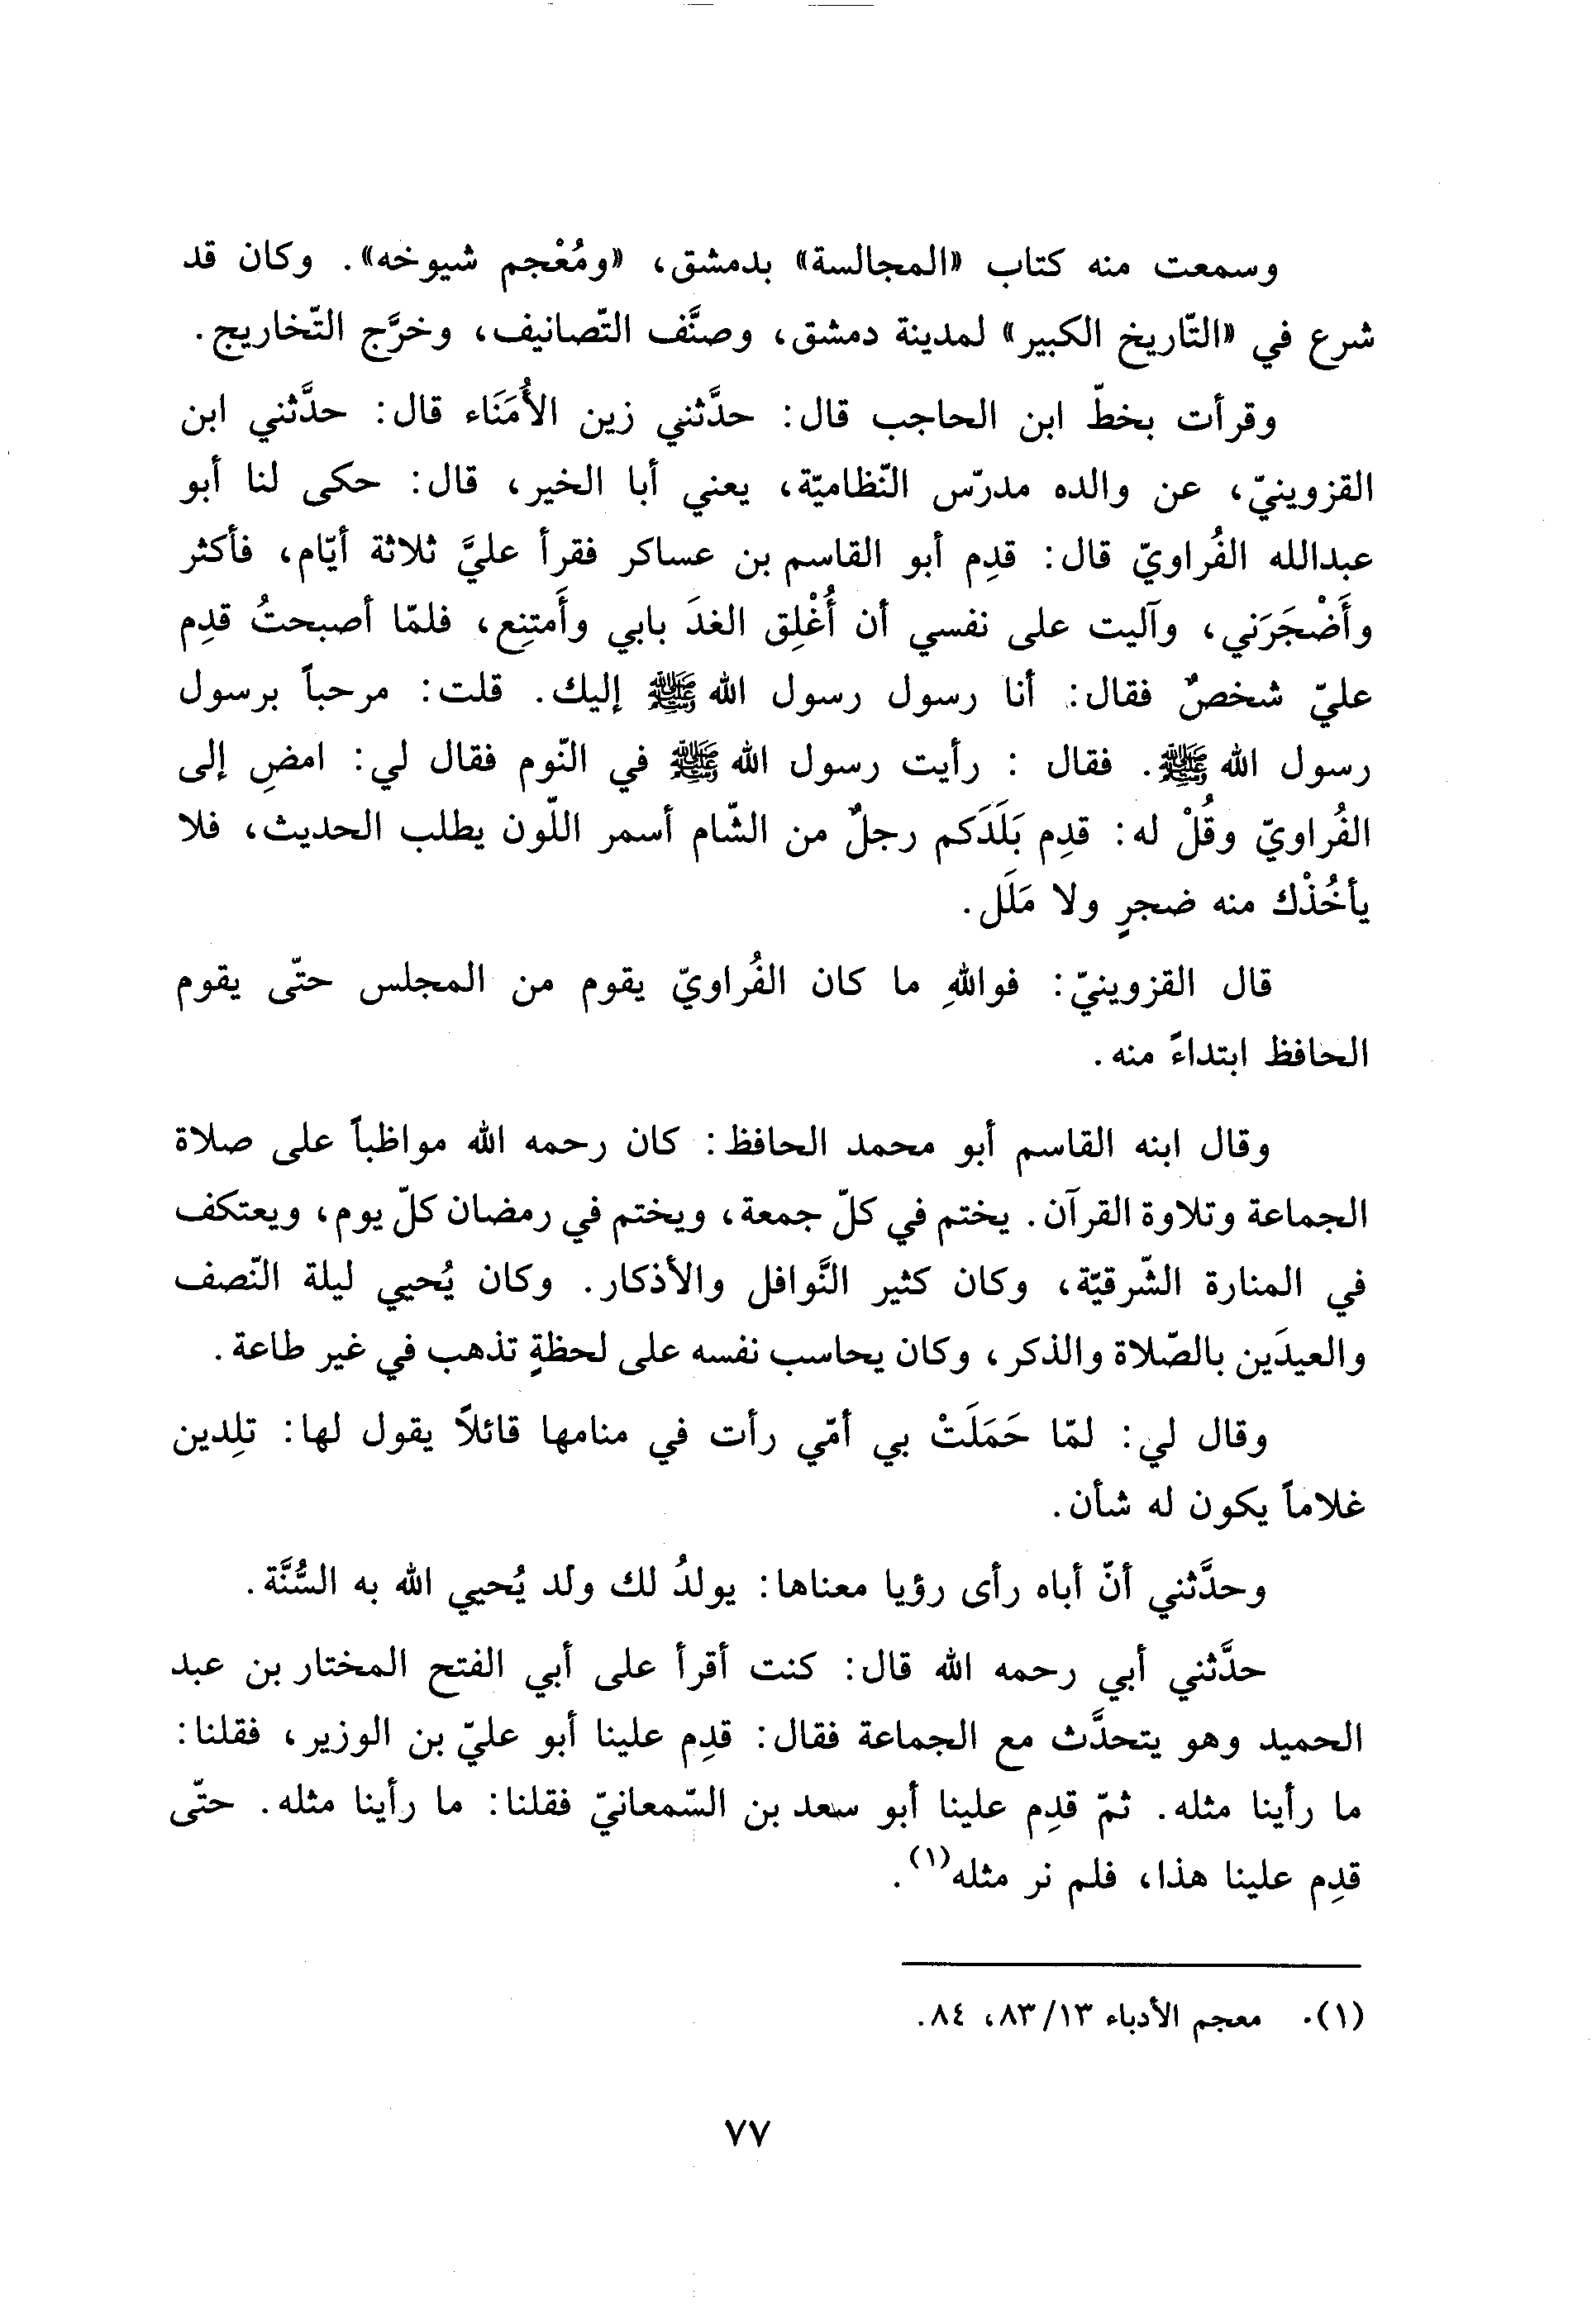 وسمعت منه كتاب «المجالسة» بدمشق، «ومُعْجم شيوخه». وكان قد
شرع في «التّاريخ الكبير» لمدينة دمشق، وصنَّف التّصانيف، وخرَّج التّخاريج.
وقرأت بخطّ ابن الحاجب قال: حدَّثني زين الأُمَنَاء قال: حدَّثني ابن
القزوينيّ، عن والده مدرّس النّظاميّة، يعني أبا الخير، قال: حكى لنا أبو
عبدالله الفُراويّ قال: قدِم أبو القاسم بن عساكر فقرأ عليَّ ثلاثة أيّام، فأكثر
وأَضْجَرَني، وآليت على نفسي أن أُغْلِق الغدَ بابي وأَمتنِع، فلمّا أصبحتُ قدِم
عليّ شخصٌ فقال: أنا رسول رسول الله ﷺ إليك. قلت: مرحباً برسول
رسول الله ﷺ. فقال : رأيت رسول الله ﷺ في النّوم فقال لي: امضِ إلى
الفُراويّ وقُلْ له: قدِم بَلَدَكم رجلٌ من الشّام أسمر اللّون يطلب الحديث، فلا
يأخُذْك منه ضجرٍ ولا مَلَل.
قال القزوينيّ: فواللهِ ما كان الفُراويّ يقوم من المجلس حتّى يقوم
الحافظ ابتداءً منه.
وقال ابنه القاسم أبو محمد الحافظ: كان رحمه الله مواظباً على صلاة
الجماعة وتلاوة القرآن. يختم في كلّ جمعة، ويختم في رمضان كلّ يوم، ويعتكف
في المنارة الشّرقيّة، وكان كثير النَّوافل والأذكار. وكان يُحيي ليلة النّصف
والعيدَين بالصّلاة والذكر، وكان يحاسب نفسه على لحظةٍ تذهب في غير طاعة.
وقال لي: لمّا حَمَلَتْ بي أمّي رأت في منامها قائلاً يقول لها: تلِدين
غلاماً يكون له شأن.
وحدَّثني أنّ أباه رأى رؤيا معناها: يولدُ لك ولد يُحيي الله به السُّنَّة.
حدَّثني أبي رحمه الله قال: كنت أقرأ على أبي الفتح المختار بن عبد
الحميد وهو يتحدَّث مع الجماعة فقال: قدِم علينا أبو عليّ بن الوزير، فقلنا:
ما رأينا مثله. ثمّ قدِم علينا أبو سعد بن السّمعانيّ فقلنا: ما رأينا مثله. حتّى
قدِم علينا هذا، فلم نر مثله(١).
(١). معجم الأدباء ١٣/ ٨٣، ٨٤.
٧٧